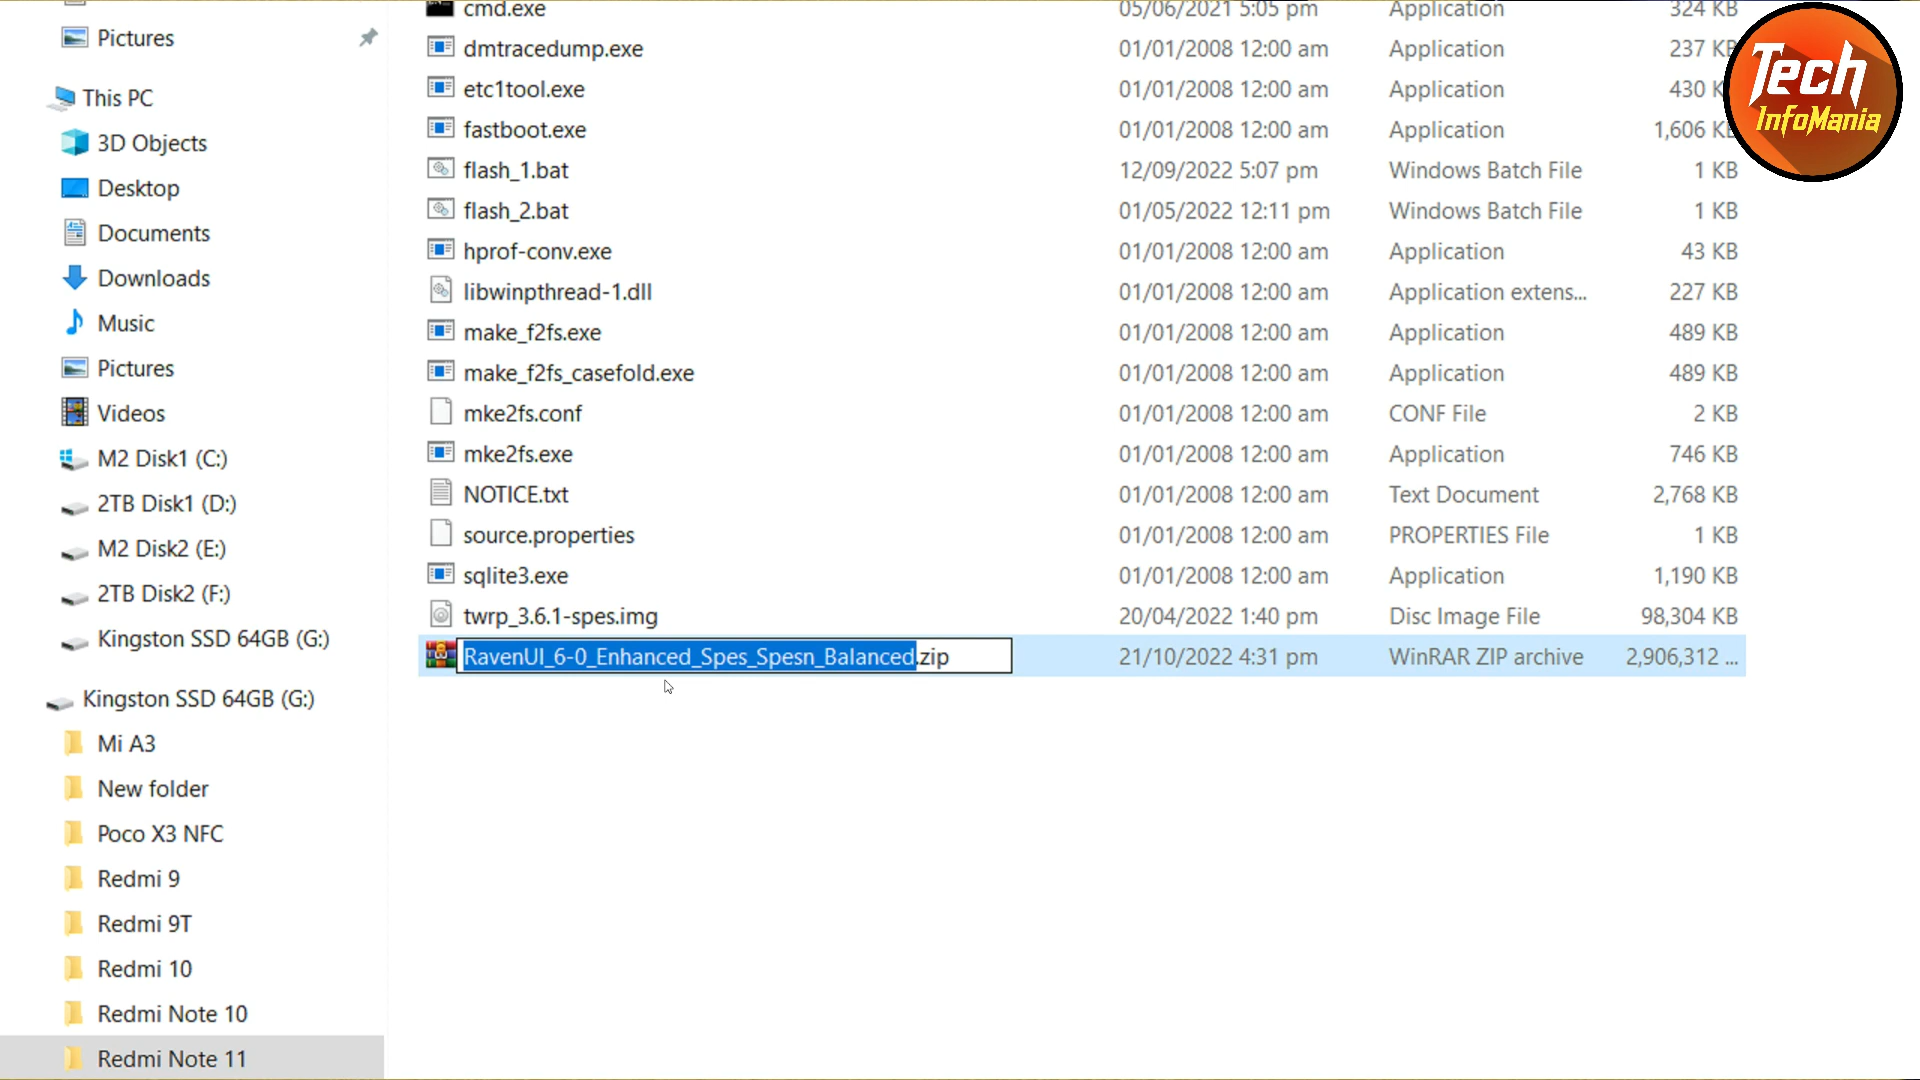 cmd.exe 05/06/2021 5:05 pm Application 324 KB
Pictures
dmtracedump.exe 01/01/2008 12:00 am Application 237 KB
This PC
etc1tool.exe 01/01/2008 12:00 am Application 430 K
fastboot.exe 01/01/2008 12:00 am Application 1,606 KB
3D Objects
flash_1.bat 12/09/2022 5:07 pm Windows Batch File 1 KB
Desktop
flash_2.bat 01/05/2022 12:11 pm Windows Batch File 1 KB
Documents
hprof-conv.exe 01/01/2008 12:00 am Application 43 KB
Downloads
libwinpthread-1.dll 01/01/2008 12:00 am Application extens... 227 KB
Music
make_f2fs.exe 01/01/2008 12:00 am Application 489 KB
Pictures
make_f2fs_casefold.exe 01/01/2008 12:00 am Application 489 KB
Videos
mke2fs.conf 01/01/2008 12:00 am CONF File 2 KB
M2 Disk1 (C:)
mke2fs.exe 01/01/2008 12:00 am Application 746 KB
2TB Disk1 (D:)
NOTICE.txt 01/01/2008 12:00 am Text Document 2,768 KB
M2 Disk2 (E:)
source.properties 01/01/2008 12:00 am PROPERTIES File 1 KB
2TB Disk2 (F:)
sqlite3.exe 01/01/2008 12:00 am Application 1,190 KB
Kingston SSD 64GB (G:)
twrp_3.6.1-spes.img 20/04/2022 1:40 pm Disc Image File 98,304 KB
RavenUI_6-0_Enhanced_Spes_Spesn_Balanced.zip 21/10/2022 4:31 pm WinRAR ZIP archive 2,906,312 ...
Kingston SSD 64GB (G:)
Mi A3
New folder
Poco X3 NFC
Redmi 9
Redmi 9T
Redmi 10
Redmi Note 10
Redmi Note 11
Tech
InfoMania